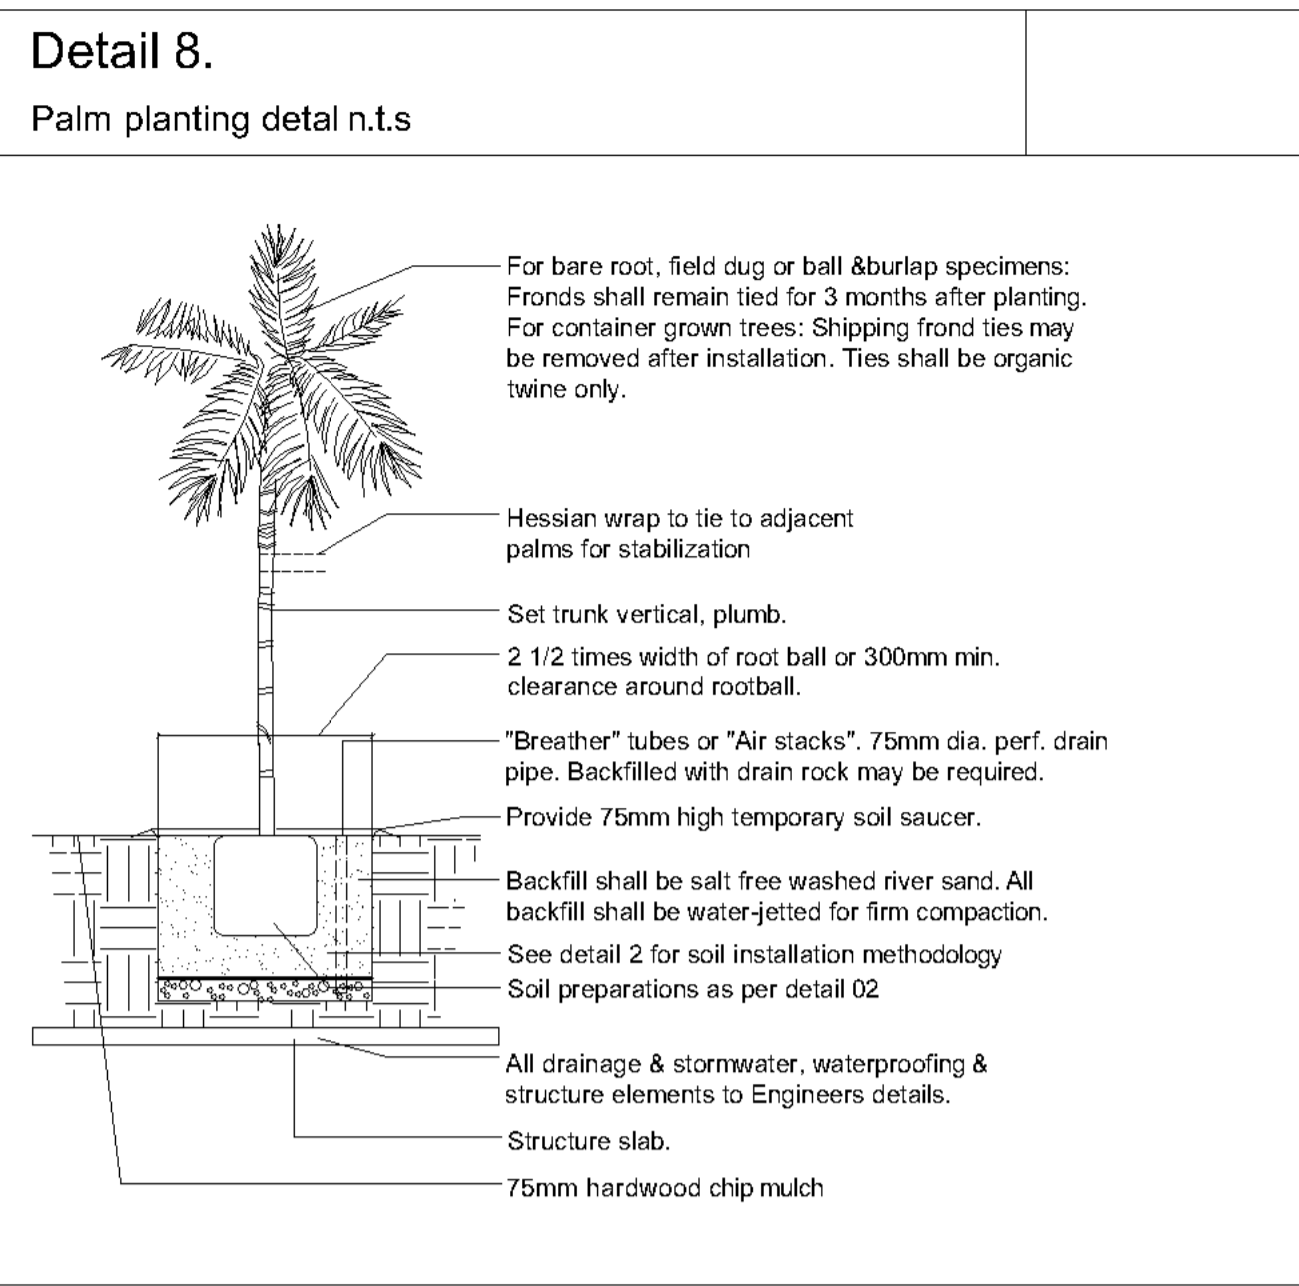 Detail 8.
Palm planting detal n.t.s
For bare root, field dug or ball &burlap specimens:
Fronds shall remain tied for 3 months after planting.
For container grown trees: Shipping frond ties may
be removed after installation. Ties shall be organic
twine only.
Hessian wrap to tie to adjacent
palms for stabilization
Set trunk vertical, plumb.
2 1/2 times width of root ball or 300mm min.
clearance around rootball.
"Breather" tubes or "Air stacks". 75mm dia. perf. drain
pipe. Backfilled with drain rock may be required.
Provide 75mm high temporary soil saucer.
Backfill shall be salt free washed river sand. All
backfill shall be water-jetted for firm compaction.
See detail 2 for soil installation methodology
Soil preparations as per detail 02
All drainage & stormwater, waterproofing &
structure elements to Engineers details.
Structure slab.
75mm hardwood chip mulch